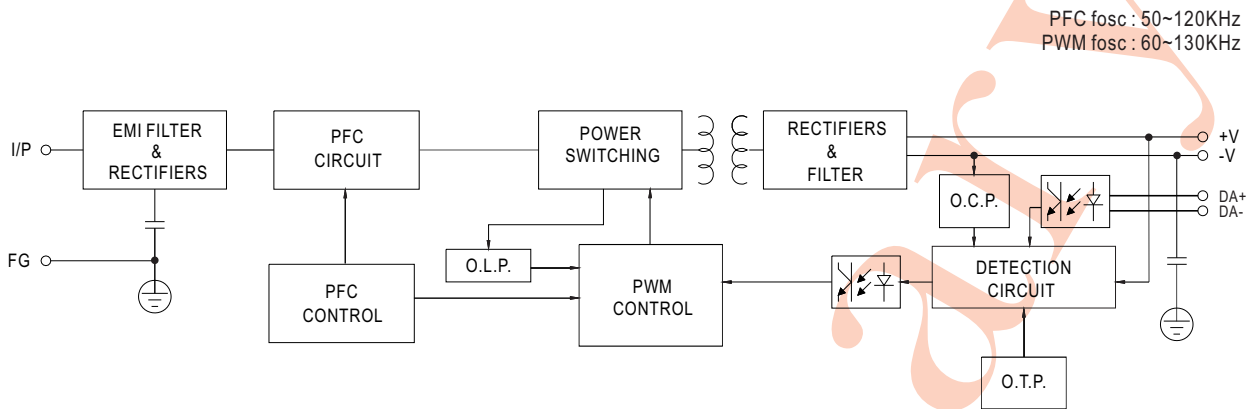 PFC fosc : 50~120KHz
PWM fosc : 60~130KHz
EMI FILTER
&
RECTIFIERS
PFC
CIRCUIT
POWER
SWITCHING
RECTIFIERS
&
FILTER
I/P
+V
-V
O.C.P.
DA+
DA-
FG
O.L.P.
PFC
CONTROL
PWM
CONTROL
DETECTION
CIRCUIT
O.T.P.